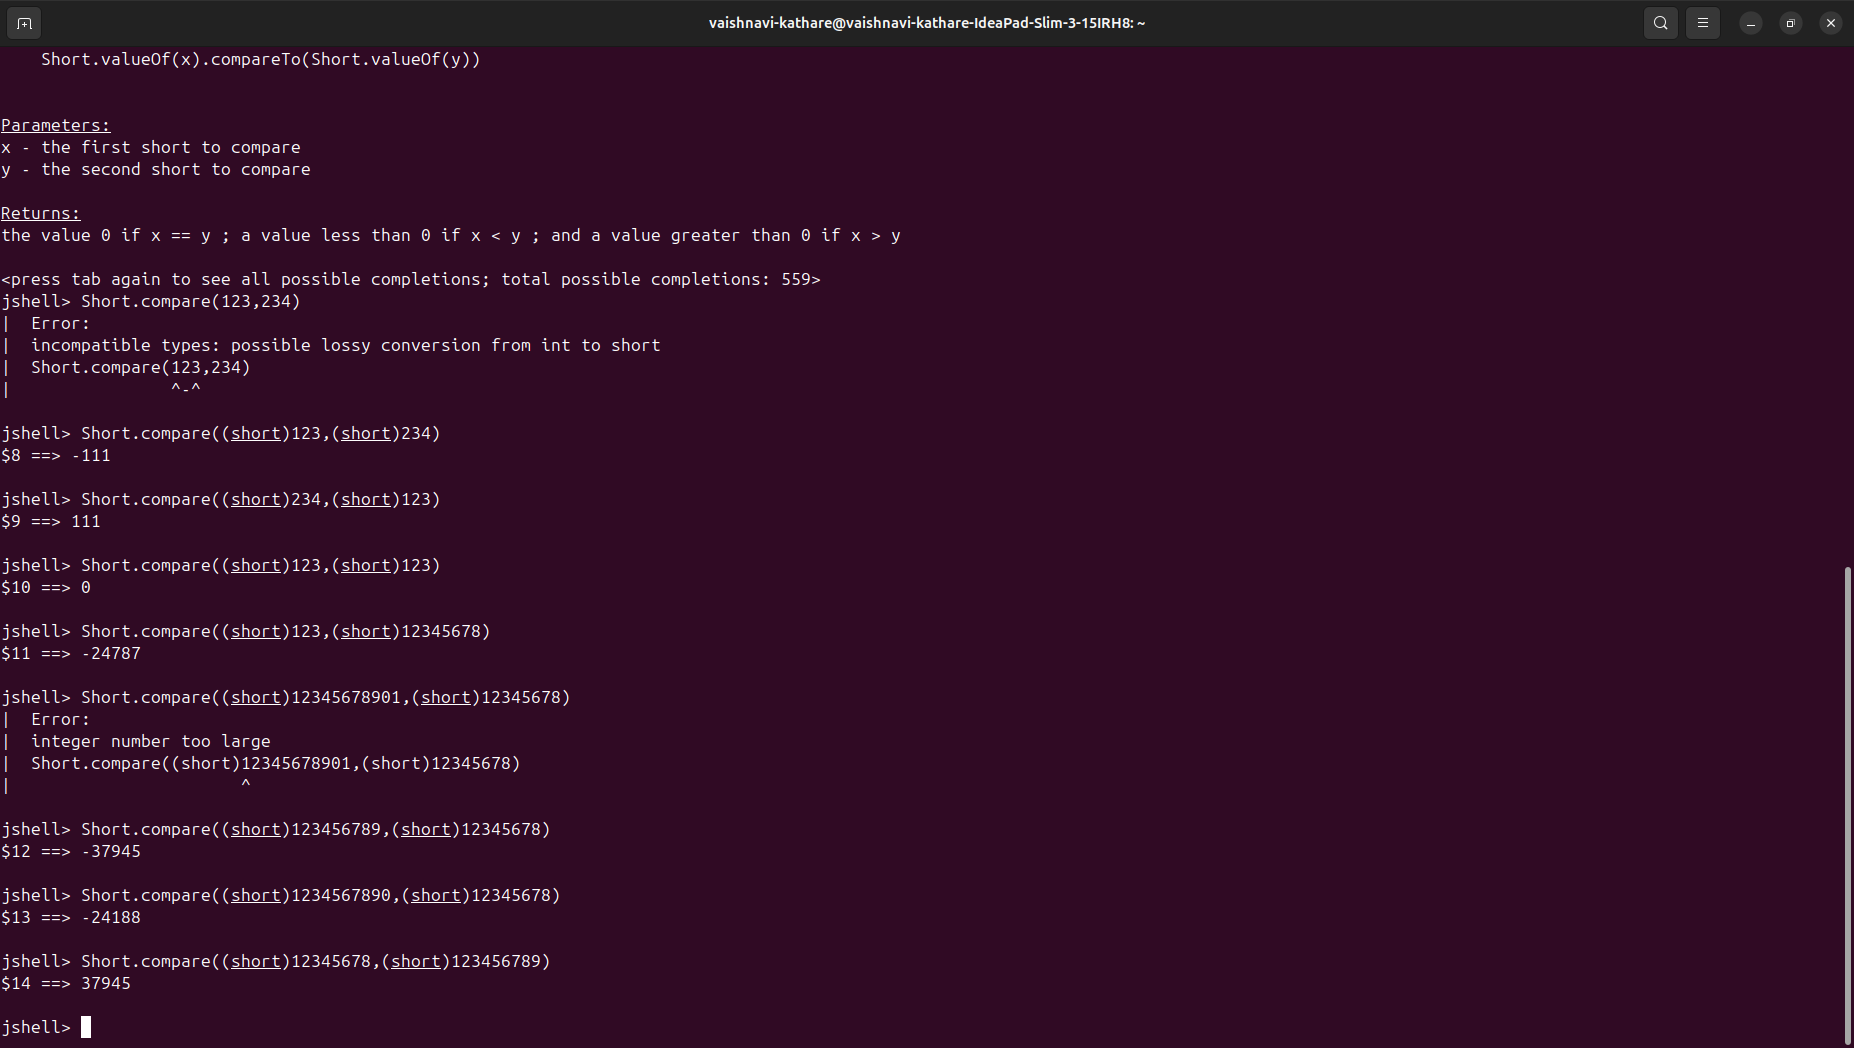 vaishnavi-kathare@vaishnavi-kathare-IdeaPad-Slim-3-15IRH8: ~
    Short.valueOf(x).compareTo(Short.valueOf(y))
Parameters:
x - the first short to compare
y - the second short to compare
Returns:
the value 0 if x == y ; a value less than 0 if x < y ; and a value greater than 0 if x > y
<press tab again to see all possible completions; total possible completions: 559>
jshell> Short.compare(123,234)
|  Error:
|  incompatible types: possible lossy conversion from int to short
|  Short.compare(123,234)
|                ^-^
jshell> Short.compare((short)123,(short)234)
$8 ==> -111
jshell> Short.compare((short)234,(short)123)
$9 ==> 111
jshell> Short.compare((short)123,(short)123)
$10 ==> 0
jshell> Short.compare((short)123,(short)12345678)
$11 ==> -24787
jshell> Short.compare((short)12345678901,(short)12345678)
|  Error:
|  integer number too large
|  Short.compare((short)12345678901,(short)12345678)
|                       ^
jshell> Short.compare((short)123456789,(short)12345678)
$12 ==> -37945
jshell> Short.compare((short)1234567890,(short)12345678)
$13 ==> -24188
jshell> Short.compare((short)12345678,(short)123456789)
$14 ==> 37945
jshell>